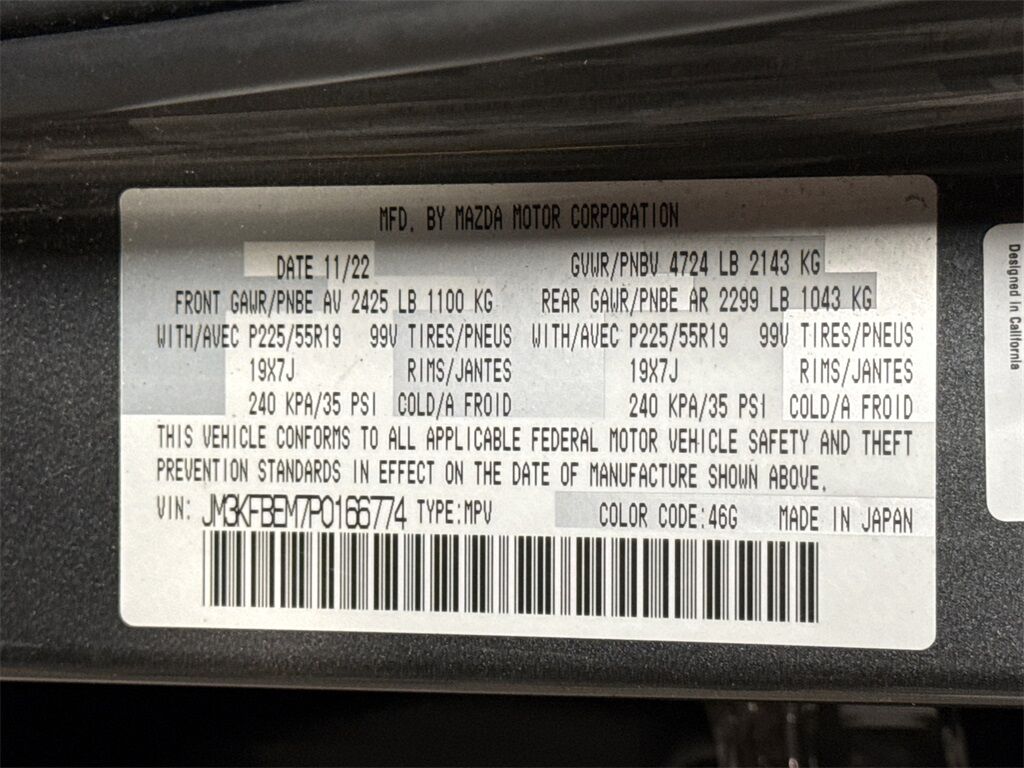 MFD. BY MAZDA MOTOR CORPORATION
DATE 11/22 GVWR/PNBV 4724 LB 2143 KG
FRONT GAWR/PNBE AV 2425 LB 1100 KG REAR GAWR/PNBE AR 2299 LB 1043 KG
WITH/AVEC P225/55R19 99V TIRES/PNEUS WITH/AVEC P225/55R19 99V TIRES/PNEUS
19X7J RIMS/JANTES 19X7J RIMS/JANTES
240 KPA/35 PSI COLD/A FROID 240 KPA/35 PSI COLD/A FROID
THIS VEHICLE CONFORMS TO ALL APPLICABLE FEDERAL MOTOR VEHICLE SAFETY AND THEFT
PREVENTION STANDARDS IN EFFECT ON THE DATE OF MANUFACTURE SHOWN ABOVE.
VIN: JM3KFBEM7P0166774 TYPE:MPV COLOR CODE:46G MADE IN JAPAN
Designed in California